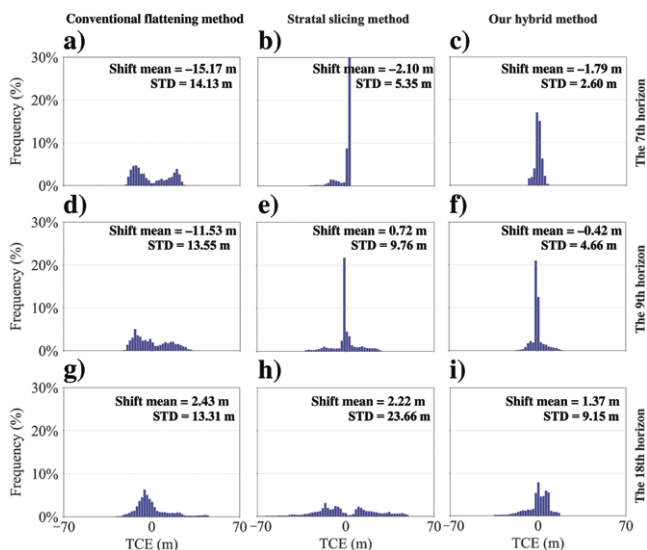 Conventional flattening method
Stratal slicing method
Our hybrid method
a)
b)
c)
30%
20%
10%
0%
Frequency (%)
Shift mean = −15.17 m
STD = 14.13 m
Shift mean = −2.10 m
STD = 5.35 m
Shift mean = −1.79 m
STD = 2.60 m
The 7th horizon
d)
e)
f)
30%
20%
10%
0%
Frequency (%)
Shift mean = −11.53 m
STD = 13.55 m
Shift mean = 0.72 m
STD = 9.76 m
Shift mean = −0.42 m
STD = 4.66 m
The 9th horizon
g)
h)
i)
30%
20%
10%
0%
Frequency (%)
Shift mean = 2.43 m
STD = 13.31 m
Shift mean = 2.22 m
STD = 23.66 m
Shift mean = 1.37 m
STD = 9.15 m
The 18th horizon
−70 0 70 −70 0 70 −70 0 70
TCE (m) TCE (m) TCE (m)